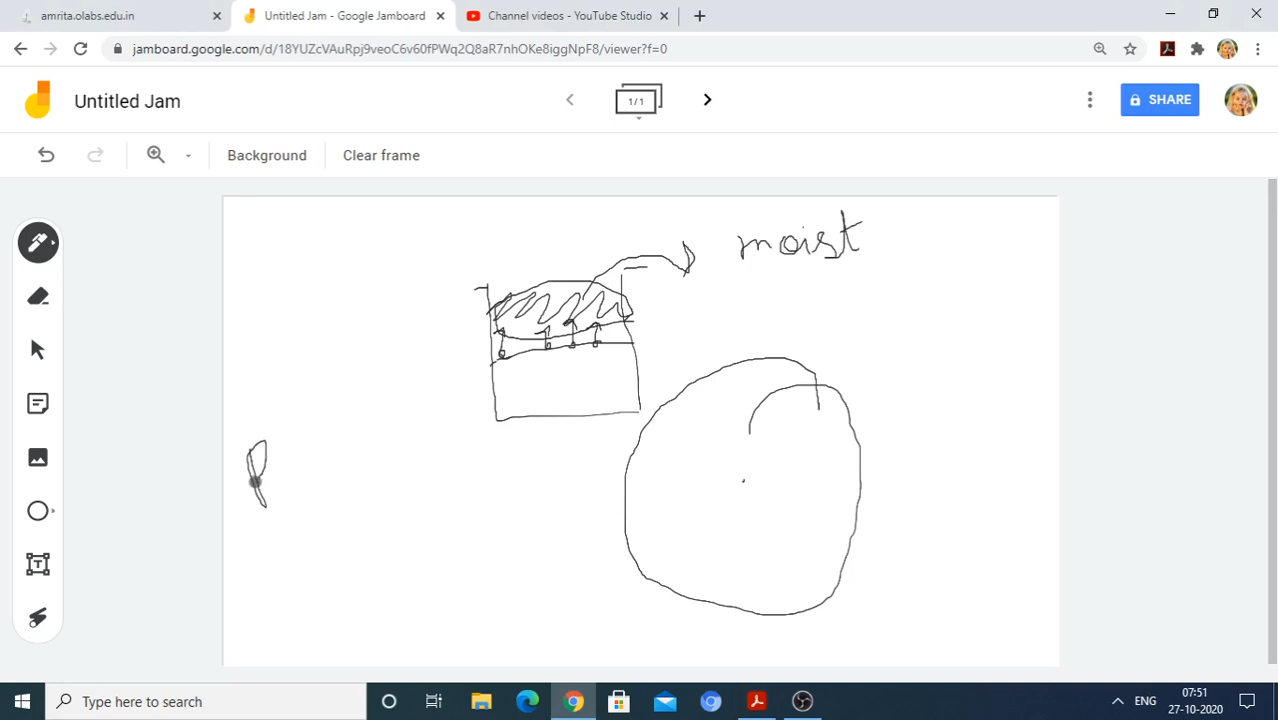 amrita.olabs.edu.in
Untitled Jam - Google Jamboard
Channel videos - YouTube Studio
jamboard.google.com/d/18YUZcVAuRpj9veoC6v60fPWq2Q8aR7nhOKe8iggNpF8/viewer?f=0
Untitled Jam
1/1
SHARE
Background
Clear frame
moist
Type here to search
ENG
07:51
27-10-2020